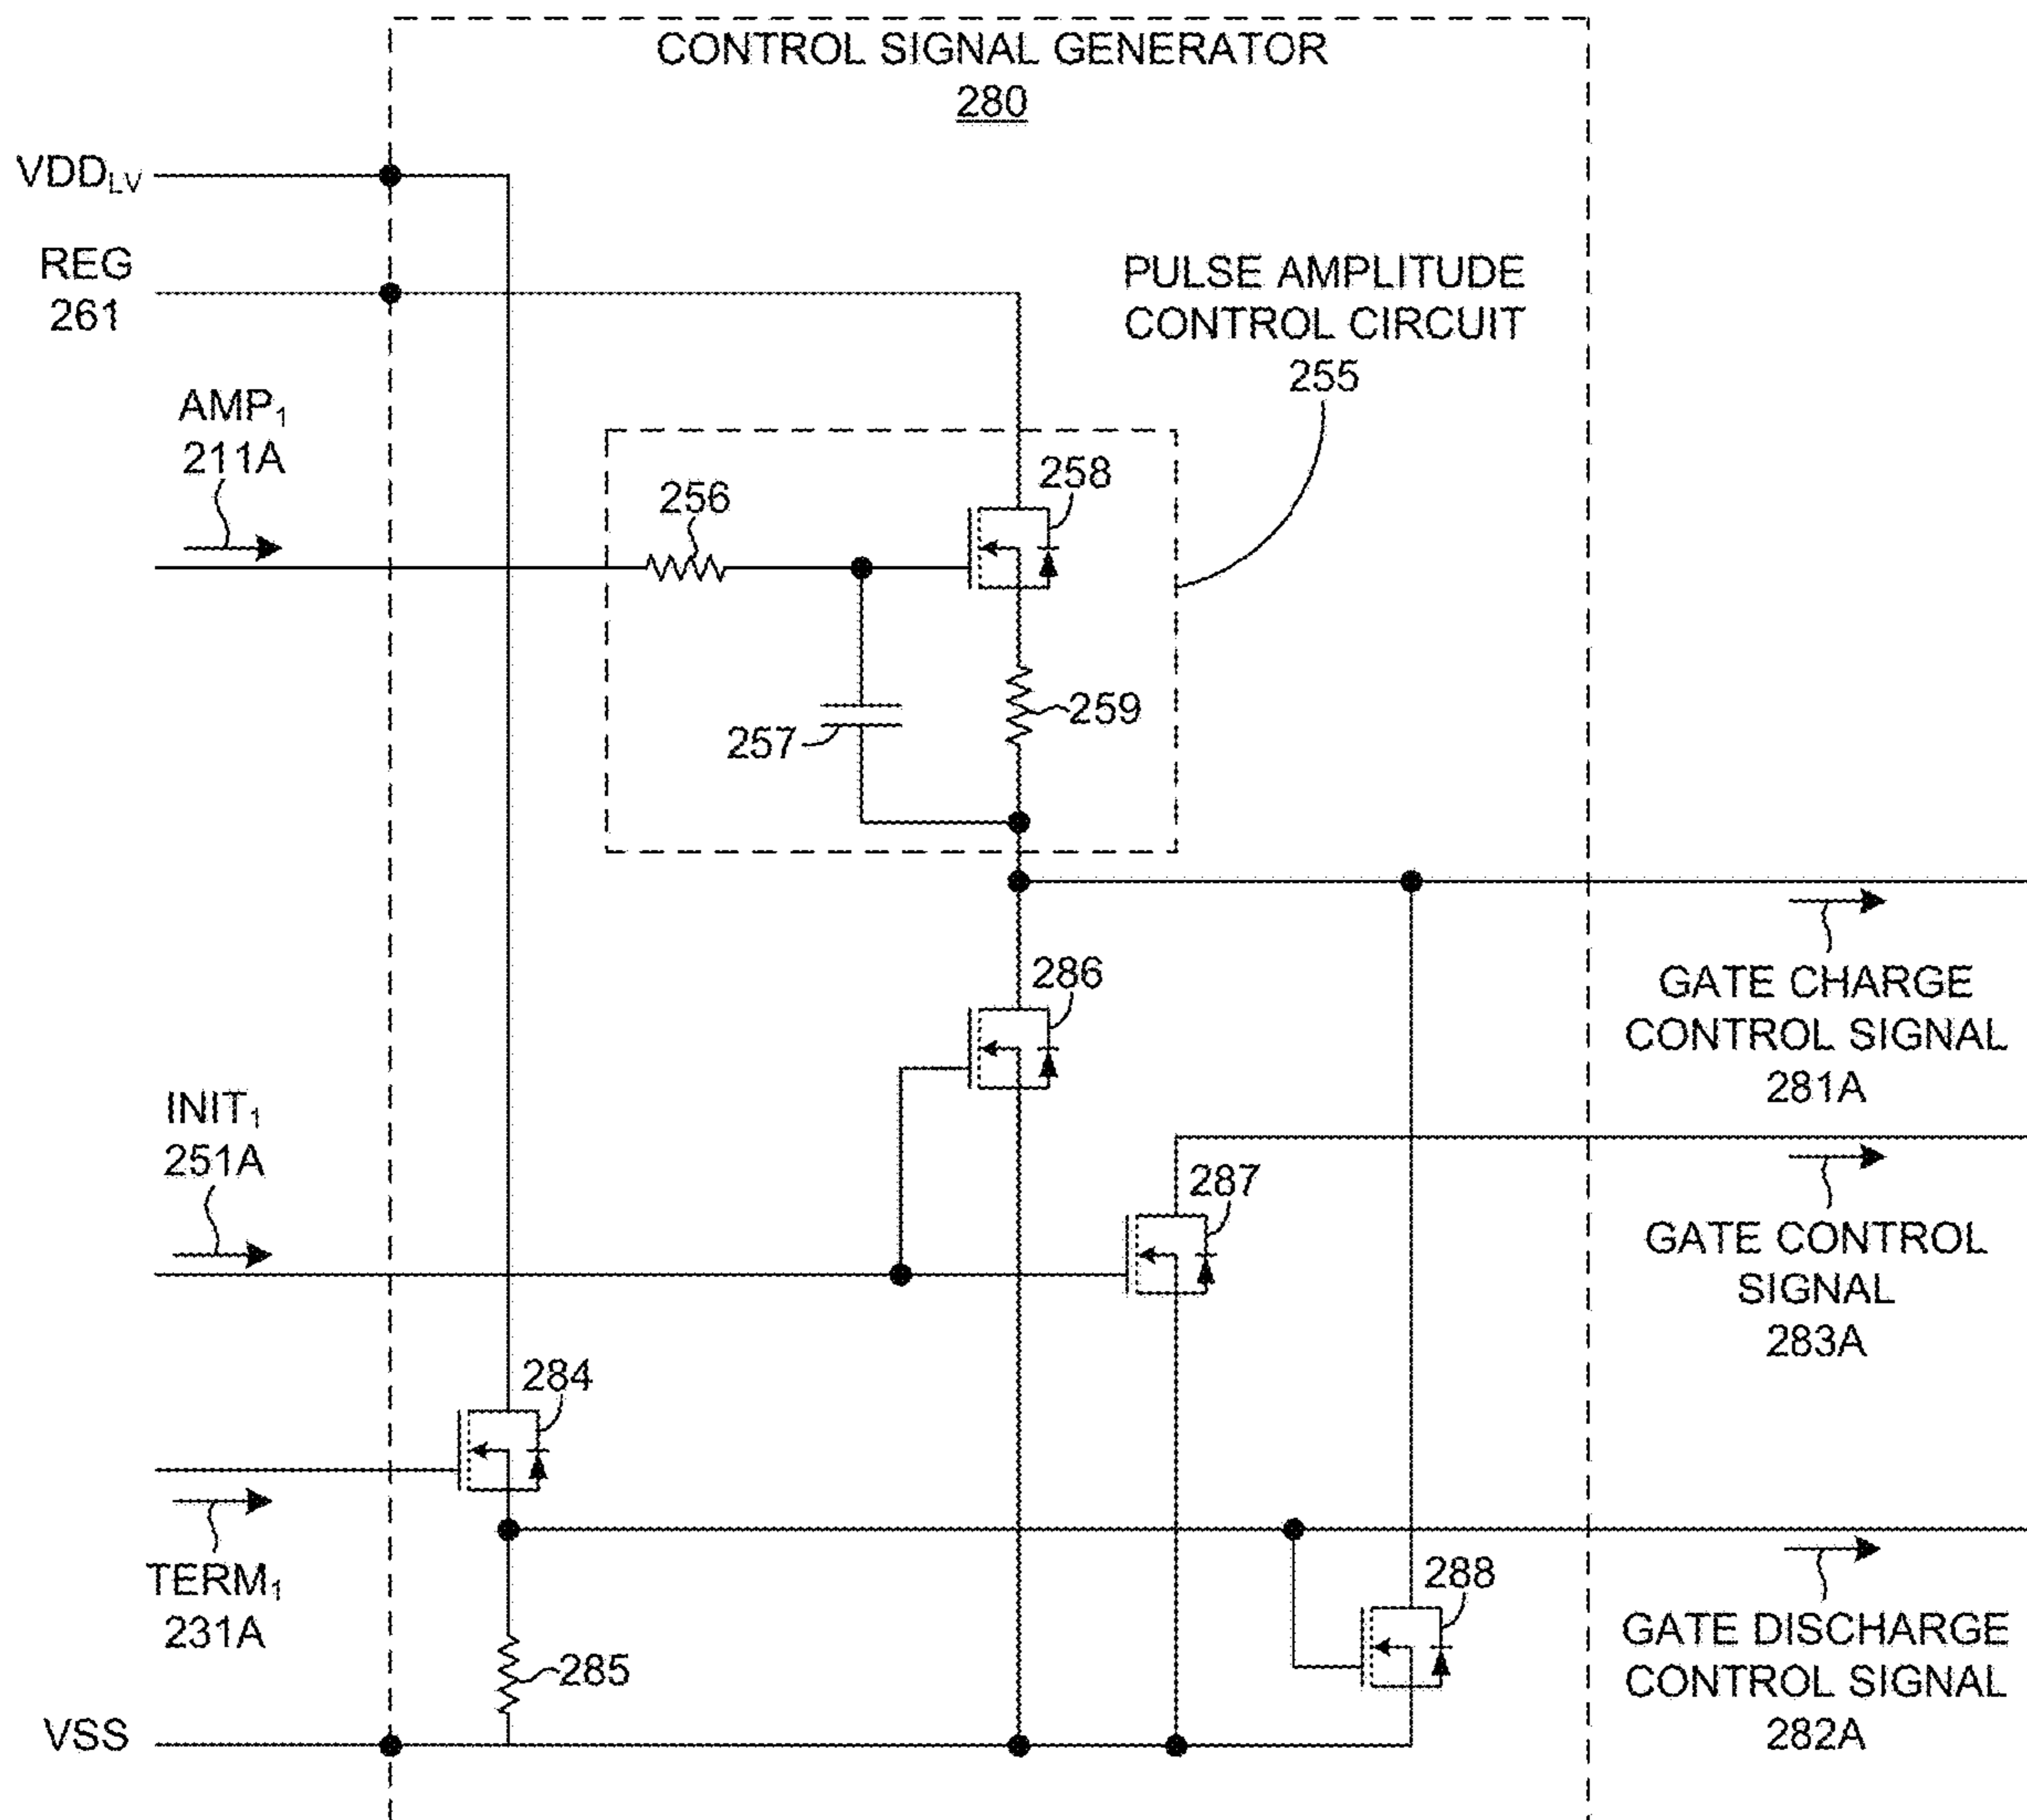 CONTROL SIGNAL GENERATOR
280
VDD_LV
REG
261
PULSE AMPLITUDE
CONTROL CIRCUIT
255
AMP₁
211A
256
258
257
259
286
GATE CHARGE
CONTROL SIGNAL
281A
INIT₁
251A
287
GATE CONTROL
SIGNAL
283A
284
TERM₁
231A
285
288
GATE DISCHARGE
CONTROL SIGNAL
282A
VSS